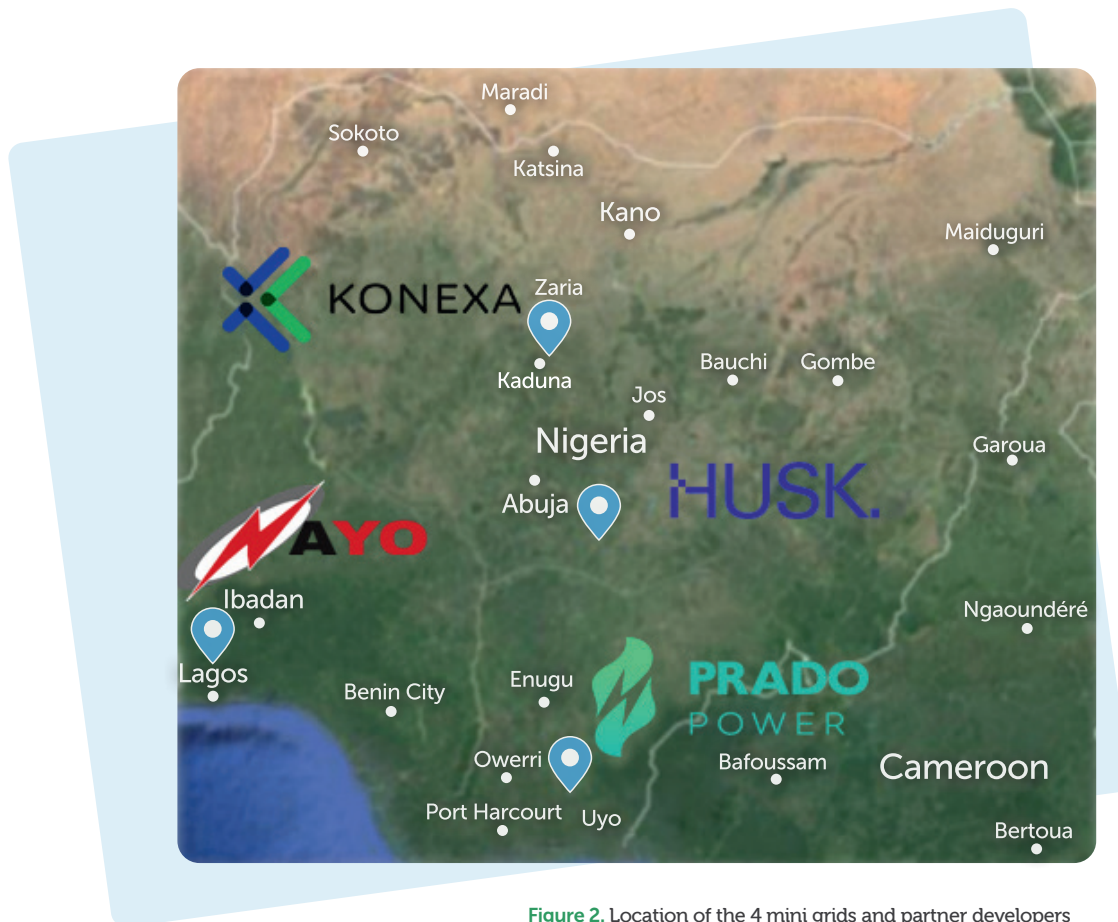 Maradi
Sokoto
Katsina
Kano
Maiduguri
Zaria
KONEXA
Bauchi
Gombe
Kaduna
Jos
Nigeria
Garoua
HUSK.
Abuja
AYO
Ibadan
Ngaoundéré
Lagos
PRADO
POWER
Enugu
Benin City
Owerri
Bafoussam
Cameroon
Port Harcourt
Uyo
Bertoua
Figure 2. Location of the 4 mini grids and partner developers